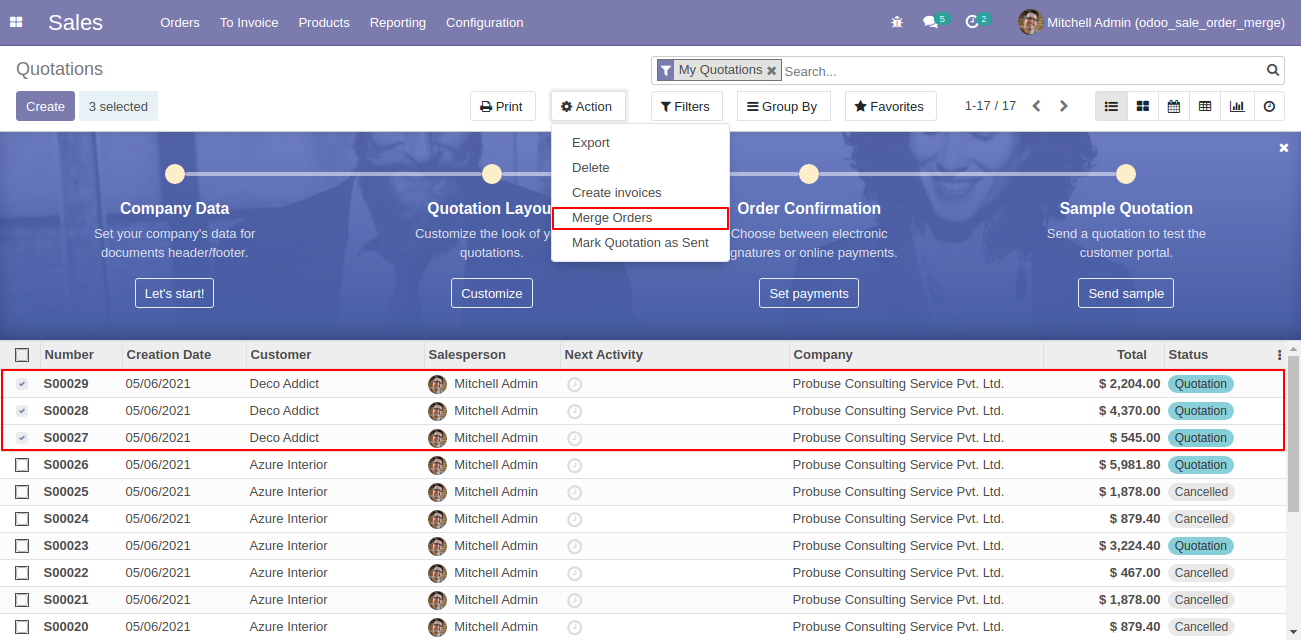 Sales Orders To Invoice Products Reporting Configuration 5 2 Mitchell Admin (odoo_sale_order_merge)
Quotations My Quotations Search...
Create 3 selected Print Action Filters Group By Favorites 1-17 / 17
Export
Delete
Create invoices
Merge Orders
Mark Quotation as Sent
Company Data
Set your company's data for
documents header/footer.
Let's start!
Quotation Layou
Customize the look of y
quotations.
Customize
Order Confirmation
Choose between electronic
gnatures or online payments.
Set payments
Sample Quotation
Send a quotation to test the
customer portal.
Send sample
Number Creation Date Customer Salesperson Next Activity Company Total Status
S00029 05/06/2021 Deco Addict Mitchell Admin Probuse Consulting Service Pvt. Ltd. $ 2,204.00 Quotation
S00028 05/06/2021 Deco Addict Mitchell Admin Probuse Consulting Service Pvt. Ltd. $ 4,370.00 Quotation
S00027 05/06/2021 Deco Addict Mitchell Admin Probuse Consulting Service Pvt. Ltd. $ 545.00 Quotation
S00026 05/06/2021 Azure Interior Mitchell Admin Probuse Consulting Service Pvt. Ltd. $ 5,981.80 Quotation
S00025 05/06/2021 Azure Interior Mitchell Admin Probuse Consulting Service Pvt. Ltd. $ 1,878.00 Cancelled
S00024 05/06/2021 Azure Interior Mitchell Admin Probuse Consulting Service Pvt. Ltd. $ 879.40 Cancelled
S00023 05/06/2021 Azure Interior Mitchell Admin Probuse Consulting Service Pvt. Ltd. $ 3,224.40 Quotation
S00022 05/06/2021 Azure Interior Mitchell Admin Probuse Consulting Service Pvt. Ltd. $ 467.00 Cancelled
S00021 05/06/2021 Azure Interior Mitchell Admin Probuse Consulting Service Pvt. Ltd. $ 1,878.00 Cancelled
S00020 05/06/2021 Azure Interior Mitchell Admin Probuse Consulting Service Pvt. Ltd. $ 879.40 Cancelled